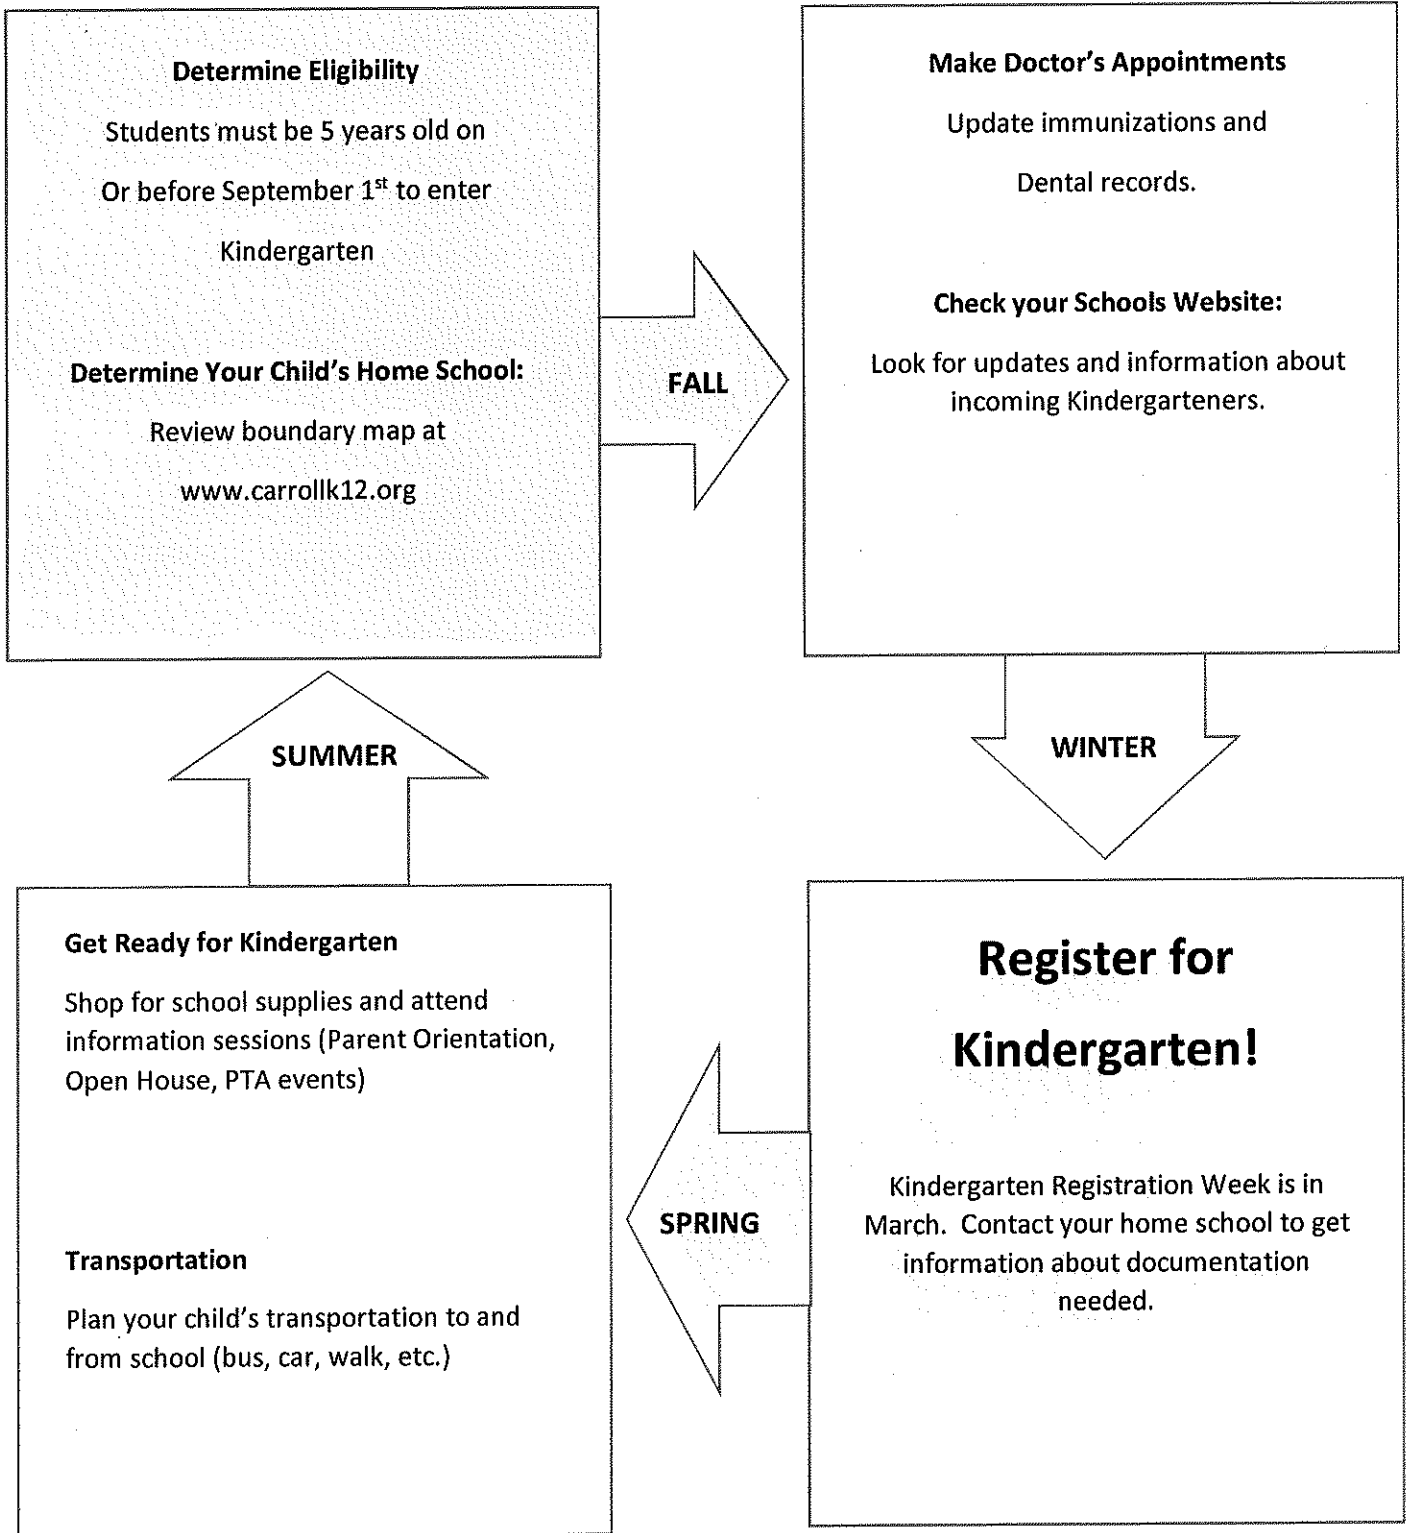 Determine Eligibility
Students must be 5 years old on
Or before September 1st to enter
Kindergarten
Determine Your Child's Home School:
Review boundary map at
www.carrollk12.org
FALL
Make Doctor's Appointments
Update immunizations and
Dental records.
Check your Schools Website:
Look for updates and information about
incoming Kindergarteners.
WINTER
Register for
Kindergarten!
Kindergarten Registration Week is in
March. Contact your home school to get
information about documentation
needed.
SPRING
Get Ready for Kindergarten
Shop for school supplies and attend
information sessions (Parent Orientation,
Open House, PTA events)
Transportation
Plan your child's transportation to and
from school (bus, car, walk, etc.)
SUMMER